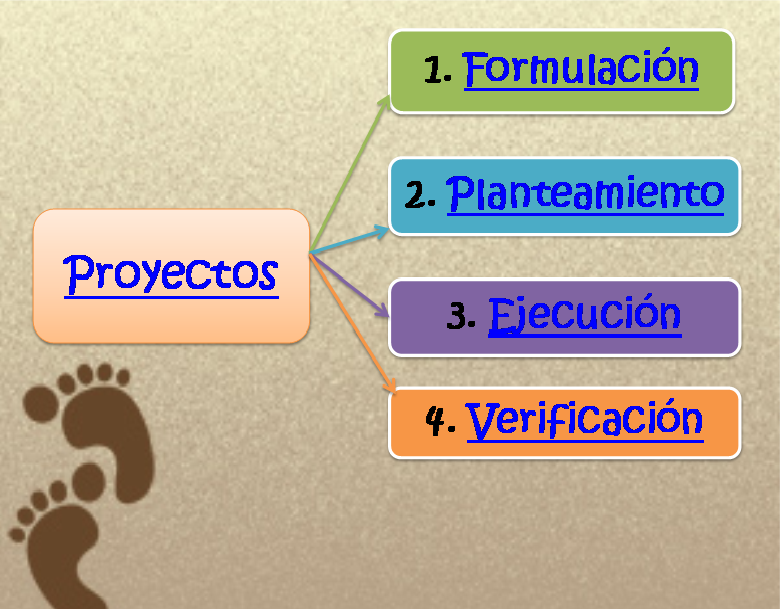 Proyectos
1. Formulación
2. Planteamiento
3. Ejecución
4. Verificación